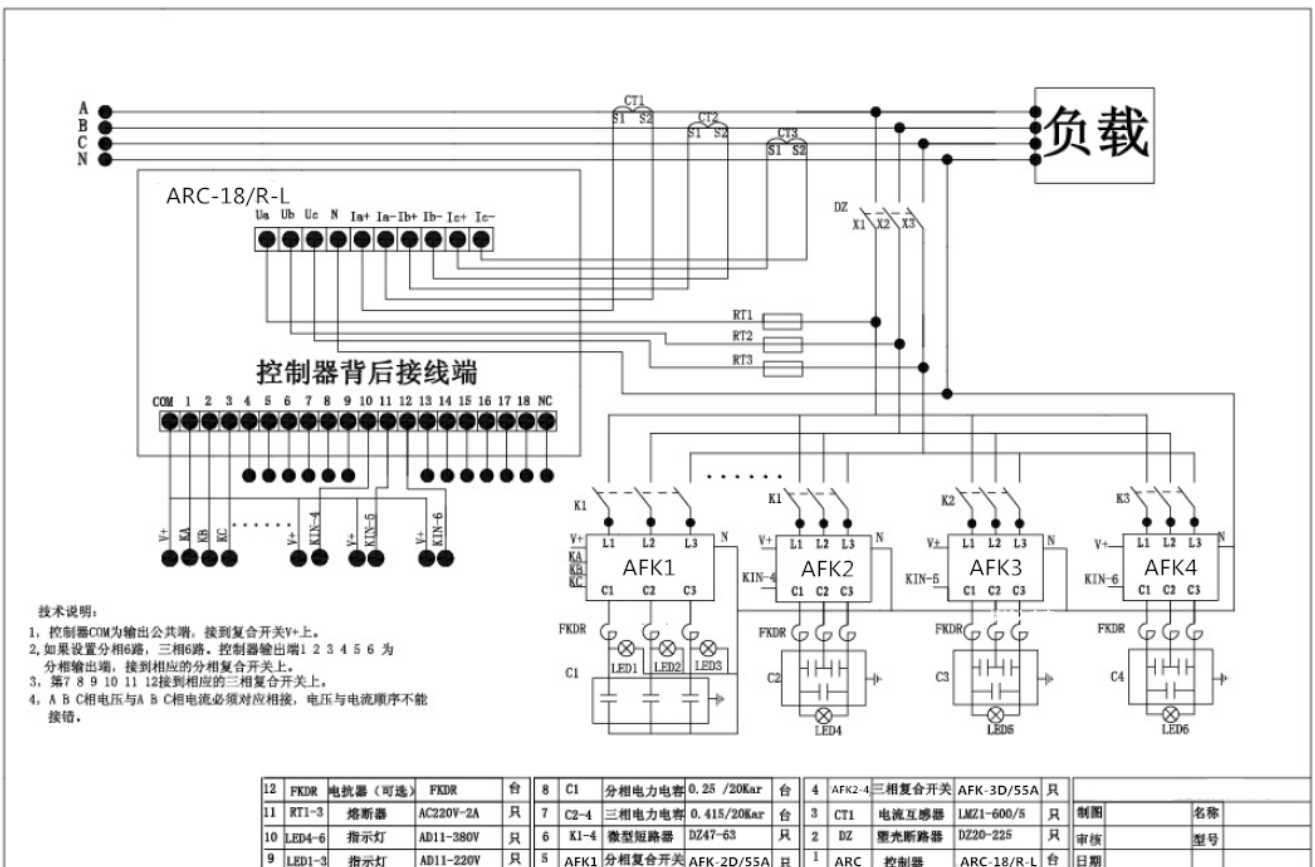 CT1
A
S1 S2
CT2
B
S1 S2
CT3
C
S1 S2
N
负载
ARC-18/R-L
Ua Ub Uc N Ia+ Ia- Ib+ Ib- Ic+ Ic-
DZ
X1 X2 X3
RT1
RT2
RT3
控制器背后接线端
COM 1 2 3 4 5 6 7 8 9 10 11 12 13 14 15 16 17 18 NC
V+ KA KB KC ...... V+ KIN-4 V+ KIN-5 V+ KIN-6
......
K1 K1 K2 K3
V+ L1 L2 L3 N V+ L1 L2 L3 N V+ L1 L2 L3 N V+ L1 L2 L3 N
KA
KB
KC
AFK1 AFK2 AFK3 AFK4
KIN-4 KIN-5 KIN-6
C1 C2 C3 C1 C2 C3 C1 C2 C3 C1 C2 C3
FKDR FKDR FKDR FKDR
LED1 LED2 LED3
C1 C2 C3 C4
LED4 LED5 LED6
技术说明:
1, 控制器COM为输出公共端, 接到复合开关V+上。
2, 如果设置分相6路, 三相6路。控制器输出端1 2 3 4 5 6 为
分相输出端, 接到相应的分相复合开关上。
3, 第7 8 9 10 11 12接到相应的三相复合开关上。
4, A B C相电压与A B C相电流必须对应相接, 电压与电流顺序不能
接错。
12 FKDR 电抗器（可选） FKDR 台 8 C1 分相电力电容 0.25 /20Kar 台 4 AFK2-4 三相复合开关 AFK-3D/55A 只
11 RT1-3 熔断器 AC220V-2A 只 7 C2-4 三相电力电容 0.415/20Kar 台 3 CT1 电流互感器 LMZ1-600/5 只 制图 名称
10 LED4-6 指示灯 AD11-380V 只 6 K1-4 微型短路器 DZ47-63 只 2 DZ 塑壳断路器 DZ20-225 只 审核 型号
9 LED1-3 指示灯 AD11-220V 只 5 AFK1 分相复合开关 AFK-2D/55A 只 1 ARC 控制器 ARC-18/R-L 台 日期